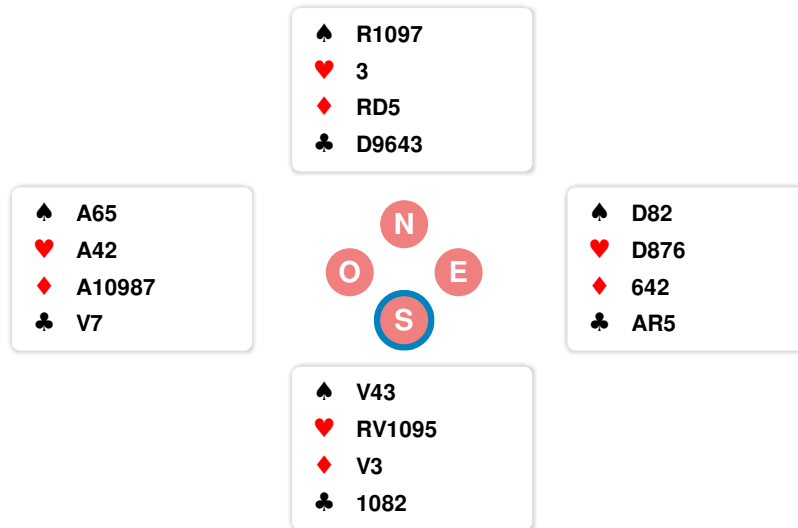 ♠ R1097
♥ 3
♦ RD5
♣ D9643
♠ A65
♥ A42
♦ A10987
♣ V7
N
O E
S
♠ D82
♥ D876
♦ 642
♣ AR5
♠ V43
♥ RV1095
♦ V3
♣ 1082